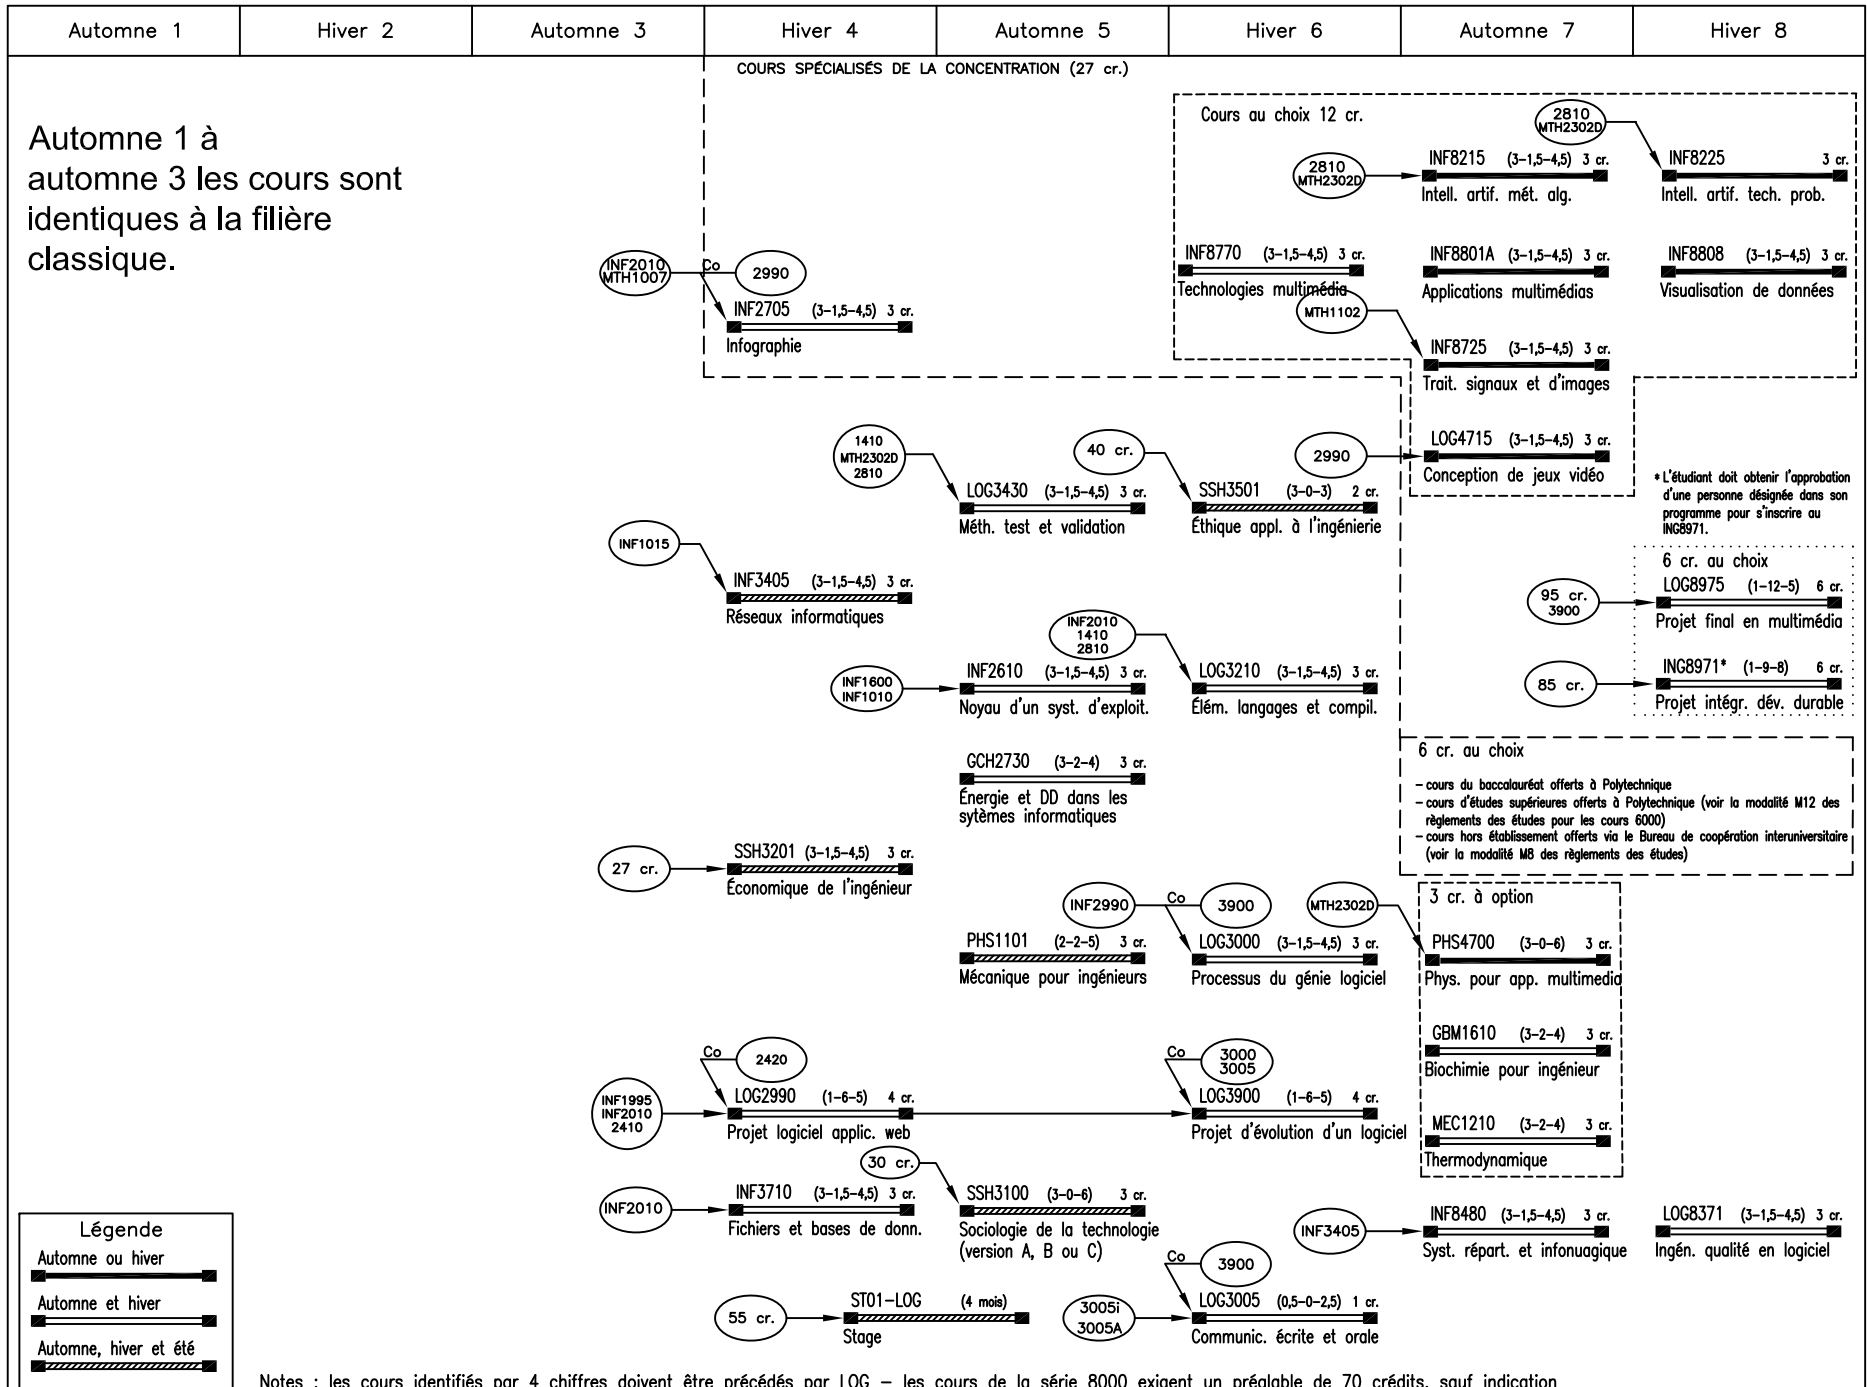 Automne 1
Hiver 2
Automne 3
Hiver 4
Automne 5
Hiver 6
Automne 7
Hiver 8
COURS SPÉCIALISÉS DE LA CONCENTRATION (27 cr.)
Automne 1 à
automne 3 les cours sont
identiques à la filière
classique.
Cours au choix 12 cr.
2810
MTH2302D
INF8215 (3-1,5-4,5) 3 cr.
Intell. artif. mét. alg.
2810
MTH2302D
INF8225 3 cr.
Intell. artif. tech. prob.
INF8770 (3-1,5-4,5) 3 cr.
Technologies multimédia
INF8801A (3-1,5-4,5) 3 cr.
Applications multimédias
INF8808 (3-1,5-4,5) 3 cr.
Visualisation de données
INF2010
MTH1007
Co
2990
INF2705 (3-1,5-4,5) 3 cr.
Infographie
MTH1102
INF8725 (3-1,5-4,5) 3 cr.
Trait. signaux et d'images
2990
LOG4715 (3-1,5-4,5) 3 cr.
Conception de jeux vidéo
1410
MTH2302D
2810
LOG3430 (3-1,5-4,5) 3 cr.
Méth. test et validation
40 cr.
SSH3501 (3-0-3) 2 cr.
Éthique appl. à l'ingénierie
* L'étudiant doit obtenir l'approbation
d'une personne désignée dans son
programme pour s'inscrire au
ING8971.
INF1015
INF3405 (3-1,5-4,5) 3 cr.
Réseaux informatiques
6 cr. au choix
95 cr.
3900
LOG8975 (1-12-5) 6 cr.
Projet final en multimédia
85 cr.
ING8971* (1-9-8) 6 cr.
Projet intégr. dév. durable
INF1600
INF1010
INF2610 (3-1,5-4,5) 3 cr.
Noyau d'un syst. d'exploit.
INF2010
1410
2810
LOG3210 (3-1,5-4,5) 3 cr.
Élém. langages et compil.
GCH2730 (3-2-4) 3 cr.
Énergie et DD dans les
sytèmes informatiques
6 cr. au choix
- cours du baccalauréat offerts à Polytechnique
- cours d'études supérieures offerts à Polytechnique (voir la modalité M12 des
règlements des études pour les cours 6000)
- cours hors établissement offerts via le Bureau de coopération interuniversitaire
(voir la modalité M8 des règlements des études)
27 cr.
SSH3201 (3-1,5-4,5) 3 cr.
Économique de l'ingénieur
PHS1101 (2-2-5) 3 cr.
Mécanique pour ingénieurs
INF2990
Co
3900
LOG3000 (3-1,5-4,5) 3 cr.
Processus du génie logiciel
3 cr. à option
MTH2302D
PHS4700 (3-0-6) 3 cr.
Phys. pour app. multimedia
GBM1610 (3-2-4) 3 cr.
Biochimie pour ingénieur
MEC1210 (3-2-4) 3 cr.
Thermodynamique
Co
2420
INF1995
INF2010
2410
LOG2990 (1-6-5) 4 cr.
Projet logiciel applic. web
Co
3000
3005
LOG3900 (1-6-5) 4 cr.
Projet d'évolution d'un logiciel
INF2010
INF3710 (3-1,5-4,5) 3 cr.
Fichiers et bases de donn.
30 cr.
SSH3100 (3-0-6) 3 cr.
Sociologie de la technologie
(version A, B ou C)
INF3405
INF8480 (3-1,5-4,5) 3 cr.
Syst. répart. et infonuagique
LOG8371 (3-1,5-4,5) 3 cr.
Ingén. qualité en logiciel
55 cr.
ST01-LOG (4 mois)
Stage
Co
3900
3005i
3005A
LOG3005 (0,5-0-2,5) 1 cr.
Communic. écrite et orale
Légende
Automne ou hiver
Automne et hiver
Automne, hiver et été
Notes : les cours identifiés par 4 chiffres doivent être précédés par LOG - les cours de la série 8000 exigent un préalable de 70 crédits, sauf indication